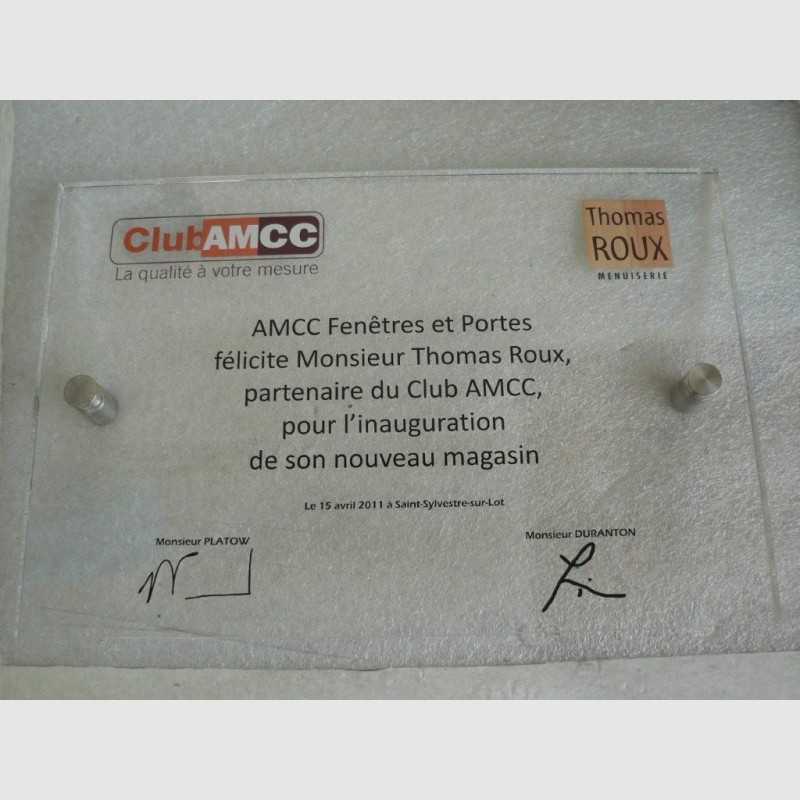 ClubAMCC
La qualité à votre mesure
Thomas
ROUX
MENUISERIE
AMCC Fenêtres et Portes
félicite Monsieur Thomas Roux,
partenaire du Club AMCC,
pour l'inauguration
de son nouveau magasin
Le 15 avril 2011 à Saint-Sylvestre-sur-Lot
Monsieur PLATOW
Monsieur DURANTON